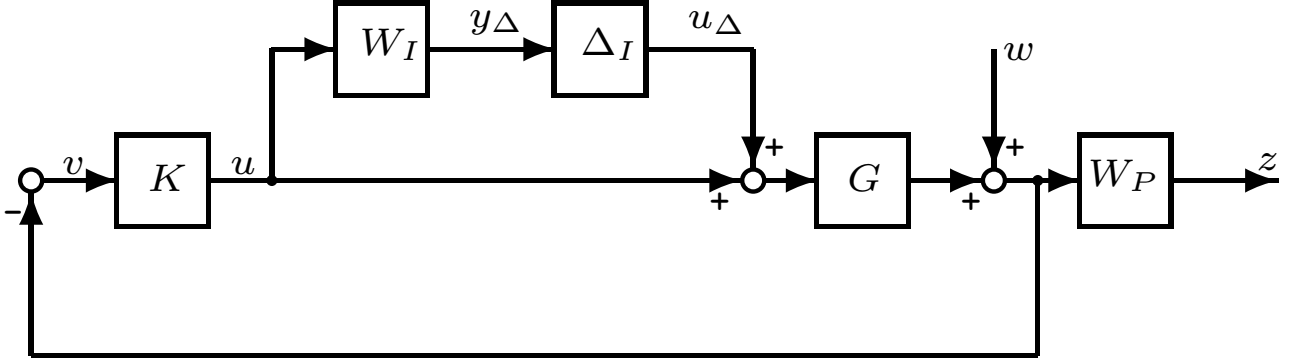 W_I
y_Δ
Δ_I
u_Δ
w
+
+
v
K
u
G
W_P
z
-
+
+